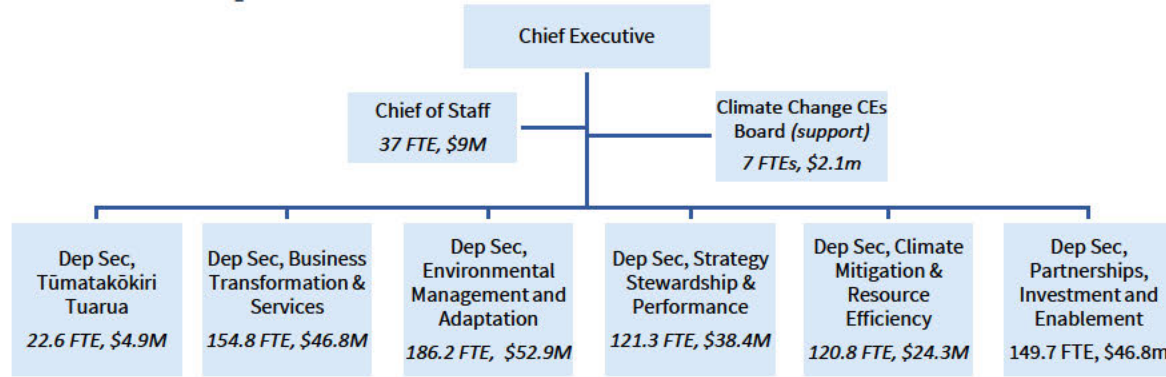 Chief Executive
Chief of Staff
37 FTE, $9M
Climate Change CEs
Board (support)
7 FTEs, $2.1m
Dep Sec,
Tūmatakōkiri
Tuarua
22.6 FTE, $4.9M
Dep Sec, Business
Transformation &
Services
154.8 FTE, $46.8M
Dep Sec,
Environmental
Management and
Adaptation
186.2 FTE, $52.9M
Dep Sec, Strategy
Stewardship &
Performance
121.3 FTE, $38.4M
Dep Sec, Climate
Mitigation &
Resource
Efficiency
120.8 FTE, $24.3M
Dep Sec,
Partnerships,
Investment and
Enablement
149.7 FTE, $46.8m